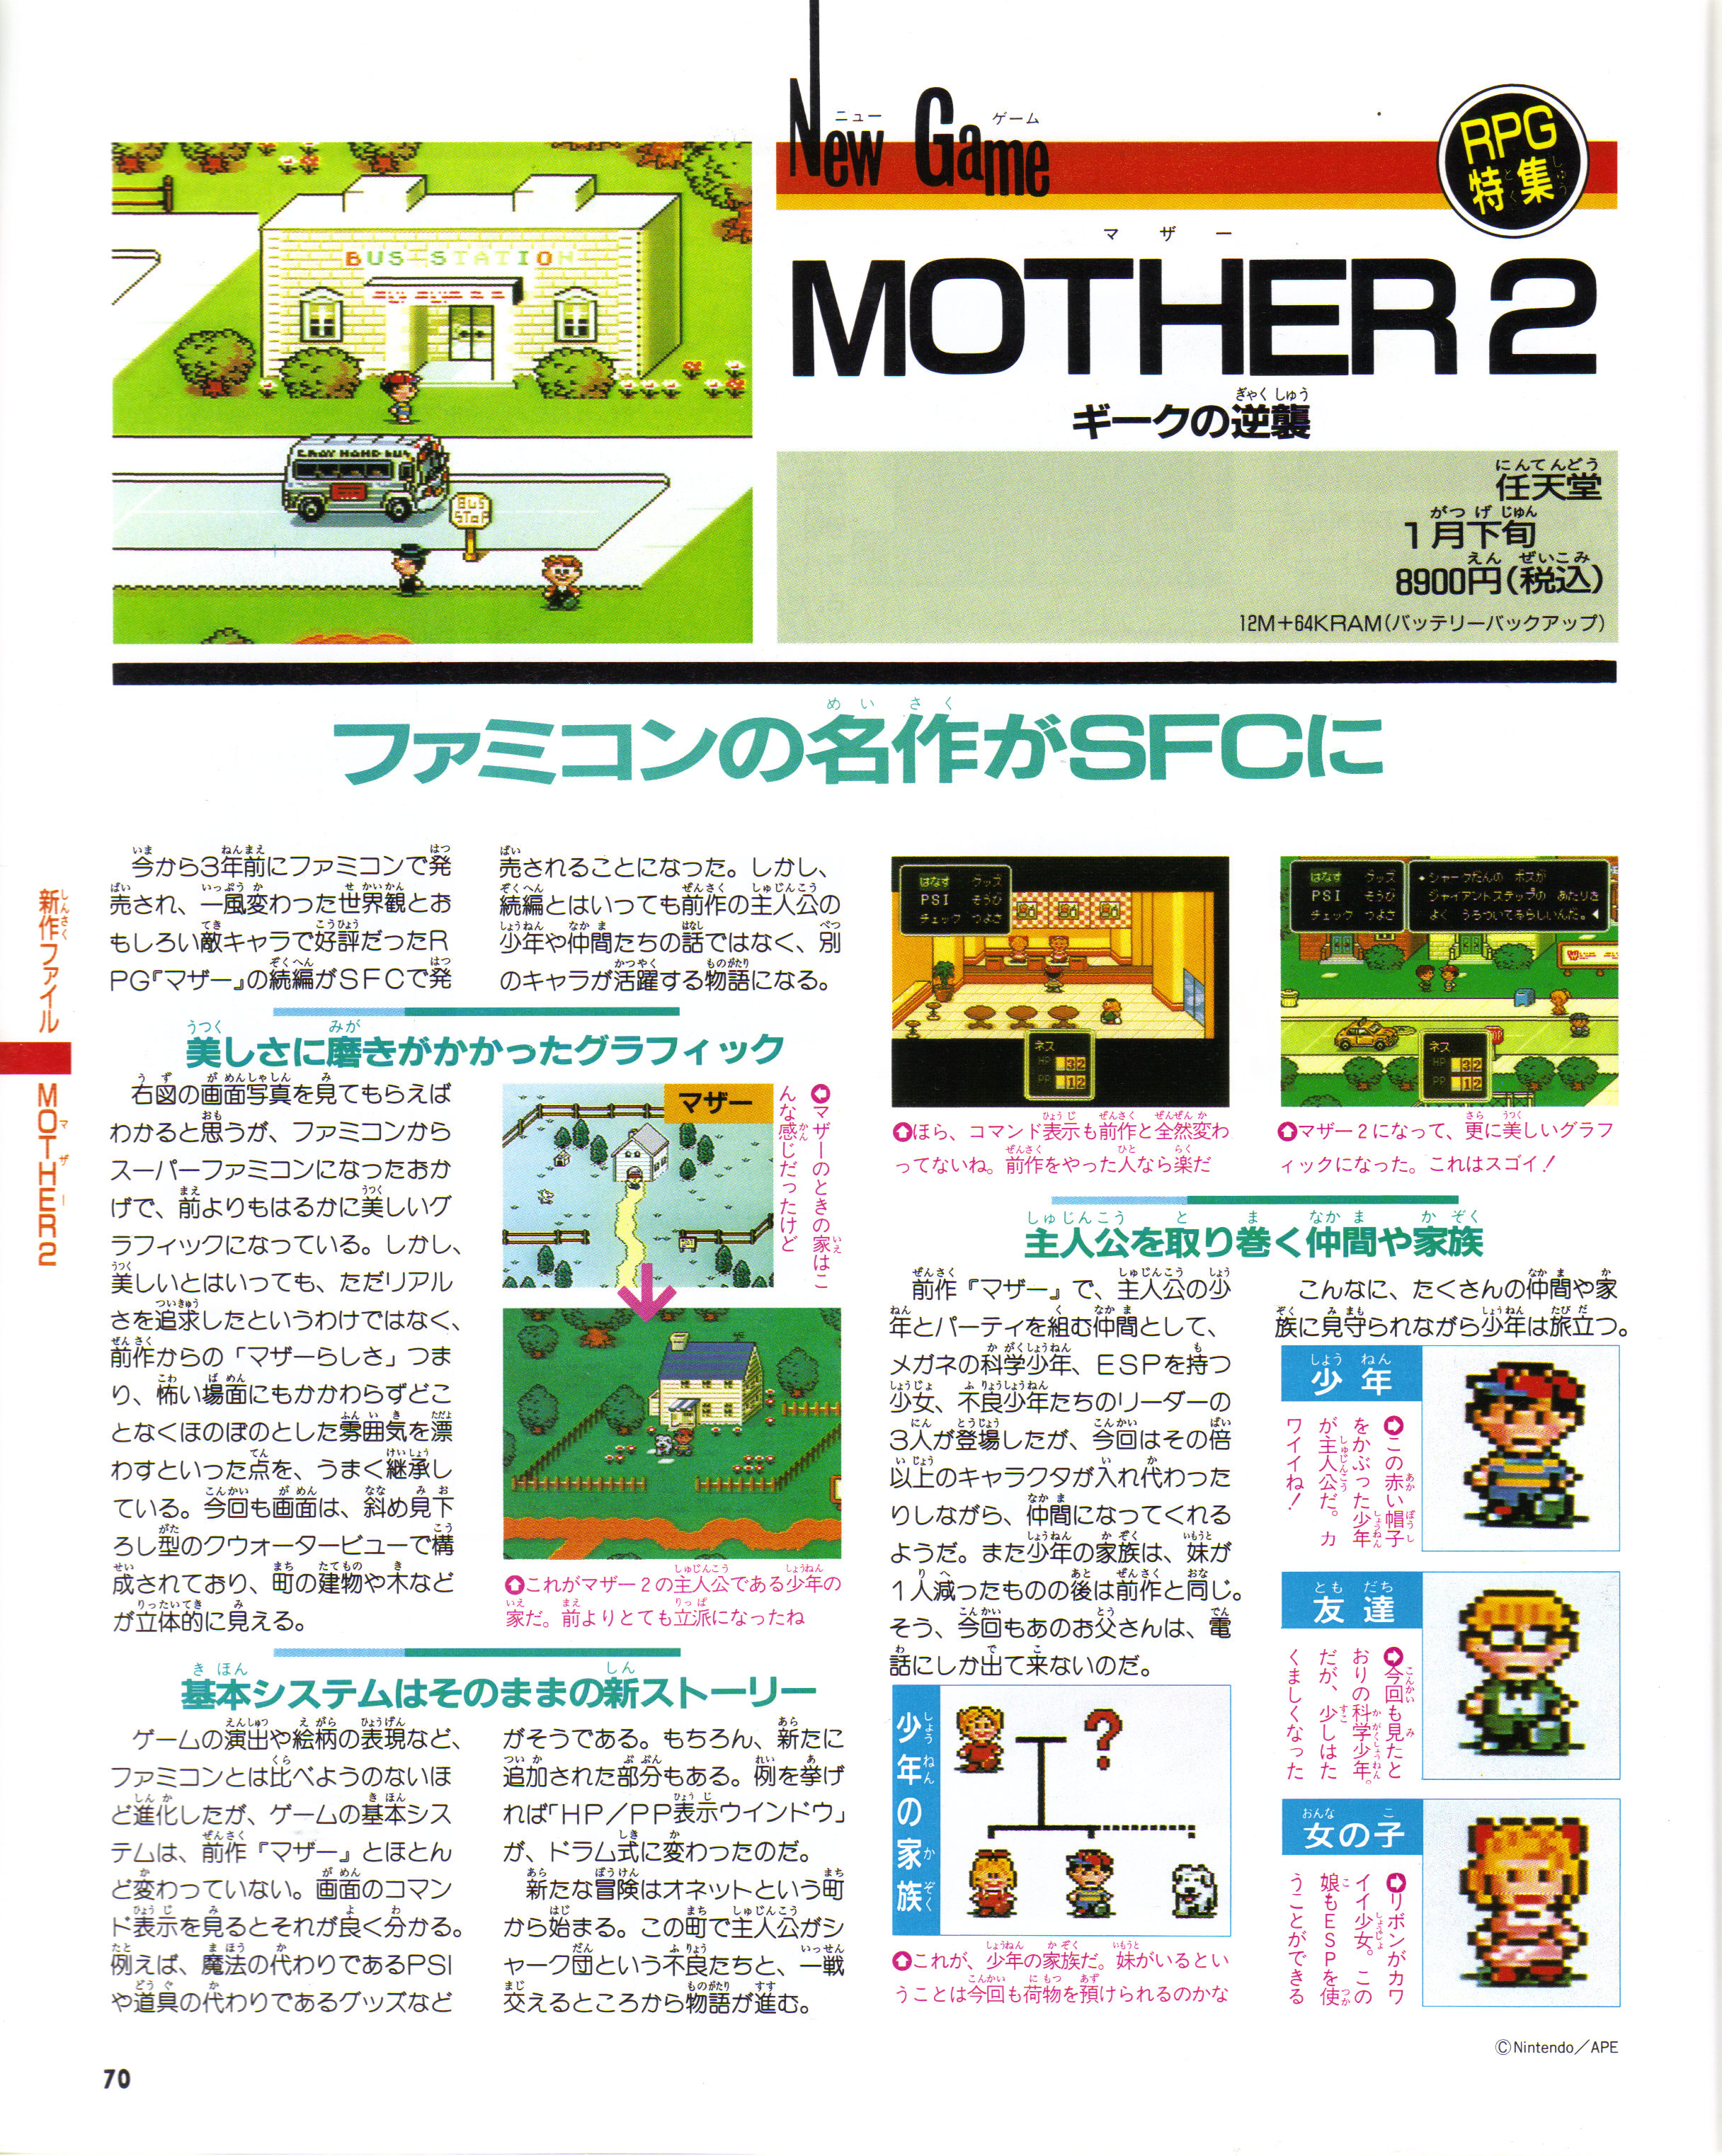 New Game
ニュー ゲーム
RPG
特集
とくしゅう
マザー
MOTHER 2
ぎゃくしゅう
ギークの逆襲
にんてんどう
任天堂
がつ げじゅん
1月下旬
えん ぜいこみ
8900円(税込)
12M+64KRAM(バッテリーバックアップ)
BUS STATION
BUS STOP
めいさく
ファミコンの名作がSFCに
新作ファイル
しんさく
MOTHER2
マザー
今から3年前にファミコンで発
売され、一風変わった世界観とお
もしろい敵キャラで好評だったR
PG『マザー』の続編がSFCで発
売されることになった。しかし、
続編とはいっても前作の主人公の
少年や仲間たちの話ではなく、別
のキャラが活躍する物語になる。
美しさに磨きがかかったグラフィック
右図の画面写真を見てもらえば
わかると思うが、ファミコンから
スーパーファミコンになったおか
げで、前よりもはるかに美しいグ
ラフィックになっている。しかし、
美しいとはいっても、ただリアル
さを追求したというわけではなく、
前作からの「マザーらしさ」つま
り、怖い場面にもかかわらずどこ
となくほのぼのとした雰囲気を漂
わすといった点を、うまく継承し
ている。今回も画面は、斜め見下
ろし型のクウォータービューで構
成されており、町の建物や木など
が立体的に見える。
マザー
マザーのときの家はこ
んな感じだったけど
これがマザー2の主人公である少年の
家だ。前よりとても立派になったね
基本システムはそのままの新ストーリー
ゲームの演出や絵柄の表現など、
ファミコンとは比べようのないほ
ど進化したが、ゲームの基本シス
テムは、前作『マザー』とほとん
ど変わっていない。画面のコマン
ド表示を見るとそれが良く分かる。
例えば、魔法の代わりであるPSI
や道具の代わりであるグッズなど
がそうである。もちろん、新たに
追加された部分もある。例を挙げ
れば「HP/PP表示ウインドウ」
が、ドラム式に変わったのだ。
新たな冒険はオネットという町
から始まる。この町で主人公がシ
ャーク団という不良たちと、一戦
交えるところから物語が進む。
はなす グッズ
PSI そうび
チェック つよさ
ネス
HP 32
PP 12
ほら、コマンド表示も前作と全然変わ
ってないね。前作をやった人なら楽だ
はなす グッズ
PSI そうび
チェック つよさ
シャークだんの ボスが
ジャイアントステップの あたりを
よく うろついてるらしいんだ。
ネス
HP 32
PP 12
マザー2になって、更に美しいグラフ
ィックになった。これはスゴイ!
主人公を取り巻く仲間や家族
前作『マザー』で、主人公の少
年とパーティを組む仲間として、
メガネの科学少年、ESPを持つ
少女、不良少年たちのリーダーの
3人が登場したが、今回はその倍
以上のキャラクタが入れ代わった
りしながら、仲間になってくれる
ようだ。また少年の家族は、妹が
1人減ったものの後は前作と同じ。
そう、今回もあのお父さんは、電
話にしか出て来ないのだ。
こんなに、たくさんの仲間や家
族に見守られながら少年は旅立つ。
少年の家族
?
これが、少年の家族だ。妹がいるとい
うことは今回も荷物を預けられるのかな
少年
この赤い帽子
をかぶった少年
が主人公だ。カ
ワイイね!
友達
今回も見たと
おりの科学少年。
だが、少しはた
くましくなった
女の子
リボンがカワ
イイ少女。この
娘もESPを使
うことができる
©Nintendo/APE
70